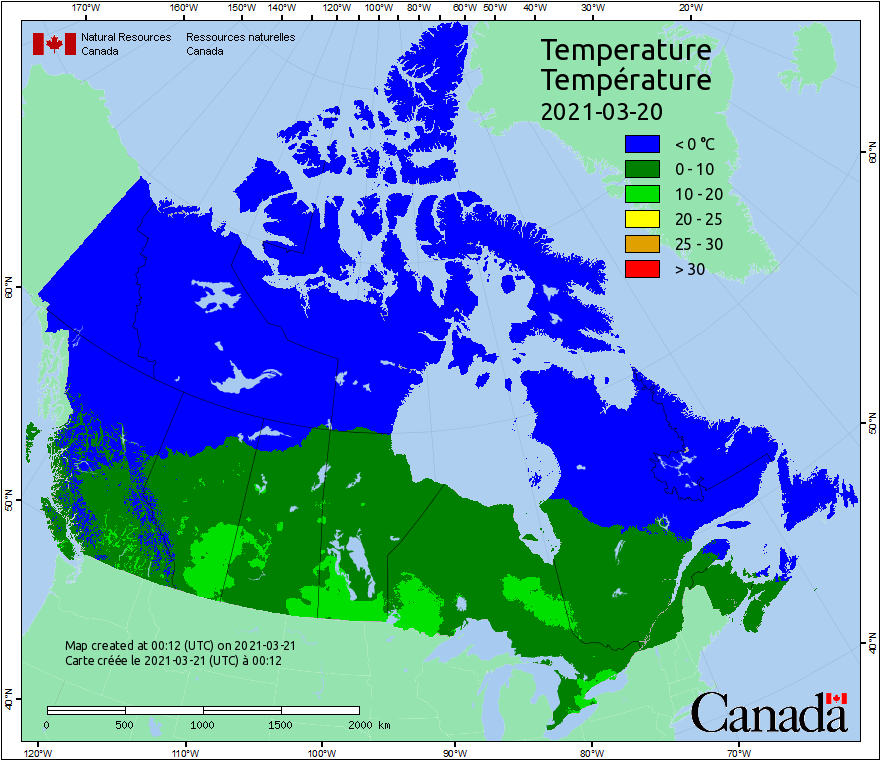 170°W 160°W 150°W 140°W 120°W 100°W 80°W 60°W 50°W 40°W 30°W 20°W
Natural Resources Ressources naturelles
Canada Canada
Temperature
Température
2021-03-20
< 0 °C
0 - 10
10 - 20
20 - 25
25 - 30
> 30
60°N 60°N
50°N 50°N
40°N 40°N
Map created at 00:12 (UTC) on 2021-03-21
Carte créée le 2021-03-21 (UTC) à 00:12
0 500 1000 1500 2000 km
Canada
120°W 110°W 100°W 90°W 80°W 70°W